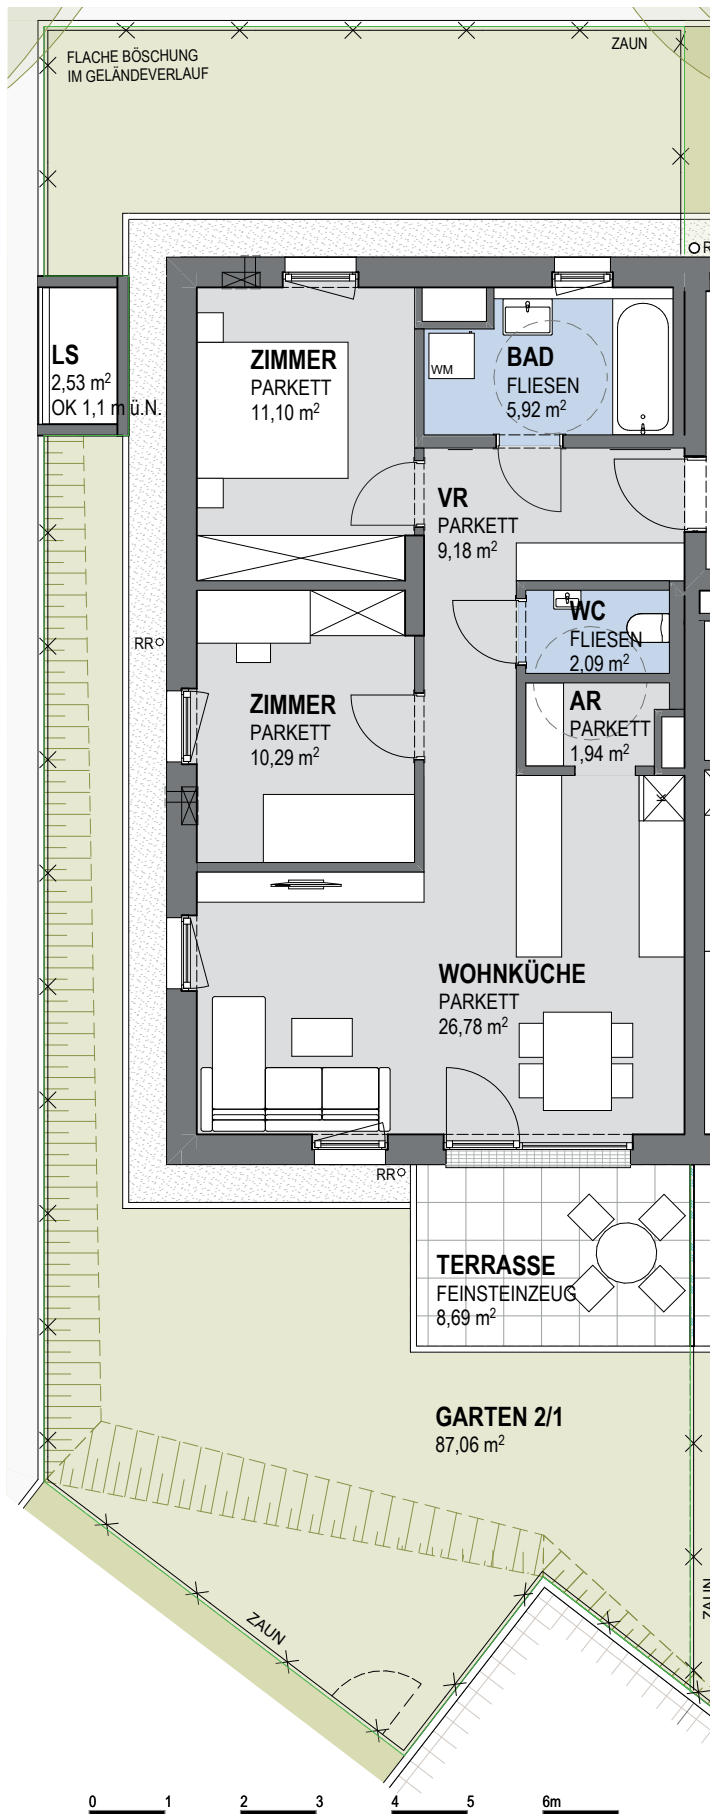 FLACHE BÖSCHUNG
IM GELÄNDEVERLAUF
ZAUN
LS
2,53 m²
OK 1,1 m ü.N.
ZIMMER
PARKETT
11,10 m²
WM
BAD
FLIESEN
5,92 m²
VR
PARKETT
9,18 m²
WC
FLIESEN
2,09 m²
RR
ZIMMER
PARKETT
10,29 m²
AR
PARKETT
1,94 m²
WOHNKÜCHE
PARKETT
26,78 m²
RR
TERRASSE
FEINSTEINZEUG
8,69 m²
GARTEN 2/1
87,06 m²
ZAUN
ZAUN
0 1 2 3 4 5 6m